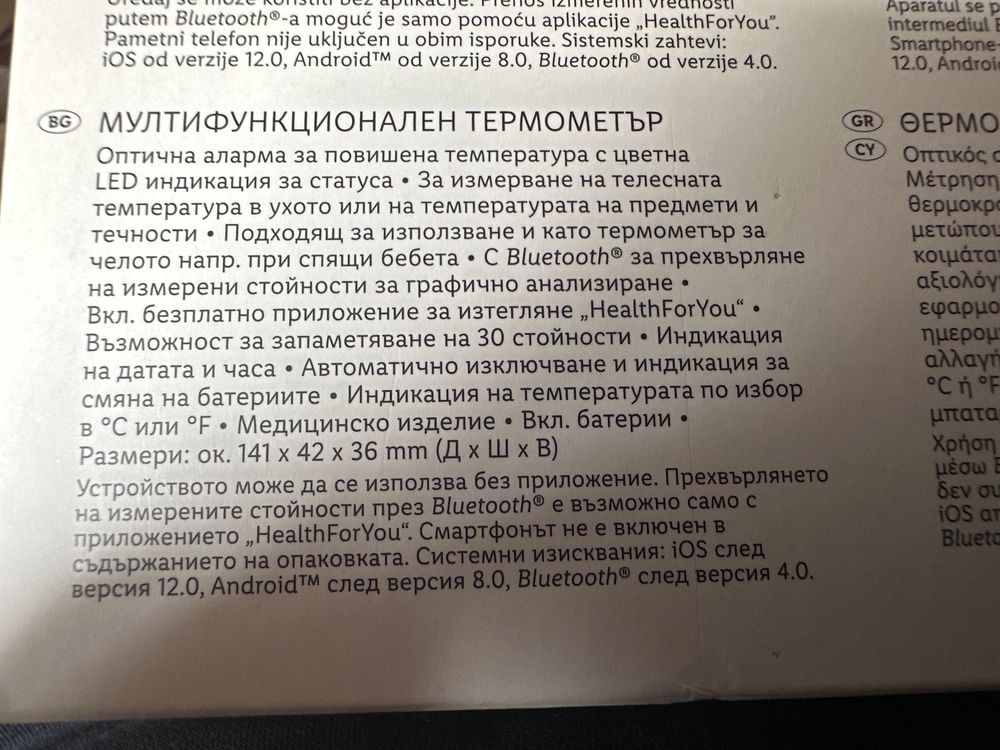 putem Bluetooth®-a moguć je samo pomoću aplikacije „HealthForYou”.
Pametni telefon nije uključen u obim isporuke. Sistemski zahtevi:
iOS od verzije 12.0, Android™ od verzije 8.0, Bluetooth® od verzije 4.0.
Aparatul se p
intermediul
Smartphone-
12.0, Androi
BG МУЛТИФУНКЦИОНАЛЕН ТЕРМОМЕТЪР
Оптична аларма за повишена температура с цветна
LED индикация за статуса • За измерване на телесната
температура в ухото или на температурата на предмети и
течности • Подходящ за използване и като термометър за
челото напр. при спящи бебета • С Bluetooth® за прехвърляне
на измерени стойности за графично анализиране •
Вкл. безплатно приложение за изтегляне „HealthForYou“ •
Възможност за запаметяване на 30 стойности • Индикация
на датата и часа • Автоматично изключване и индикация за
смяна на батериите • Индикация на температурата по избор
в °C или °F • Медицинско изделие • Вкл. батерии •
Размери: ок. 141 x 42 x 36 mm (Д x Ш x В)
Устройството може да се използва без приложение. Прехвърлянето
на измерените стойности през Bluetooth® е възможно само с
приложението „HealthForYou“. Смартфонът не е включен в
съдържанието на опаковката. Системни изисквания: iOS след
версия 12.0, Android™ след версия 8.0, Bluetooth® след версия 4.0.
GR ΘΕΡΜΟ
CY Οπτικός
Μέτρηση
θερμοκρ
μετώπου
κοιμάτα
αξιολόγ
εφαρμο
ημερομ
αλλαγή
°C ή °F
μπατα
Χρήση
μέσω
δεν συ
iOS απ
Blueto